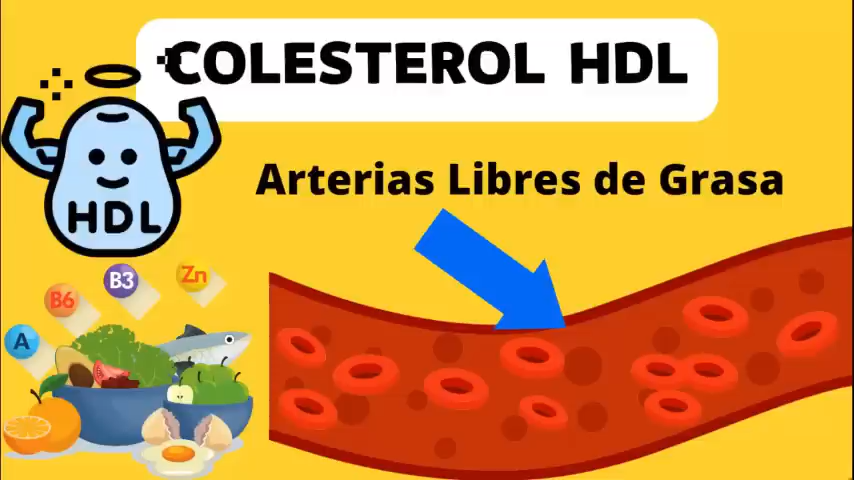 COLESTEROL HDL
Arterias Libres de Grasa
HDL
B3
Zn
B6
A